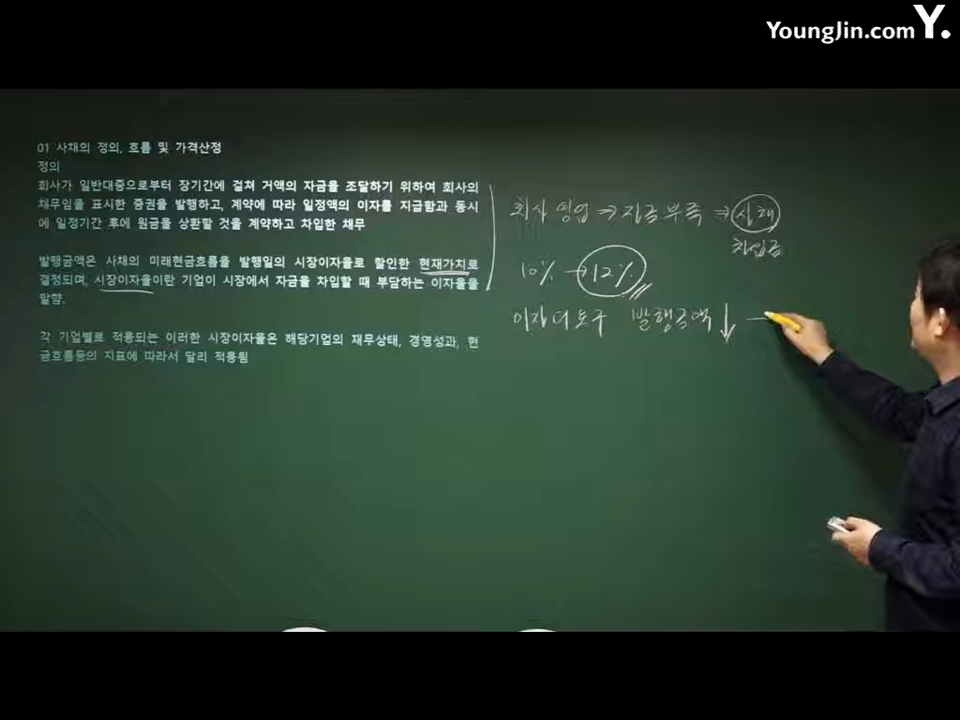 YoungJin.com Y.
01 사채의 정의, 흐름 및 가격산정
정의
회사가 일반대중으로부터 장기간에 걸쳐 거액의 자금을 조달하기 위하여 회사의
채무임을 표시한 증권을 발행하고, 계약에 따라 일정액의 이자를 지급함과 동시
에 일정기간 후에 원금을 상환할 것을 계약하고 차입한 채무
발행금액은 사채의 미래현금흐름을 발행일의 시장이자율로 할인한 현재가치로
결정되며, 시장이자율이란 기업이 시장에서 자금을 차입할 때 부담하는 이자율을
말함.
각 기업별로 적용되는 이러한 시장이자율은 해당기업의 재무상태, 경영성과, 현
금흐름등의 지표에 따라서 달리 적용됨
회사 영업 ⇒ 자금부족 ⇒ 사채
차입금
10% → 12%
이자 더 요구 발행금액 ↓ —